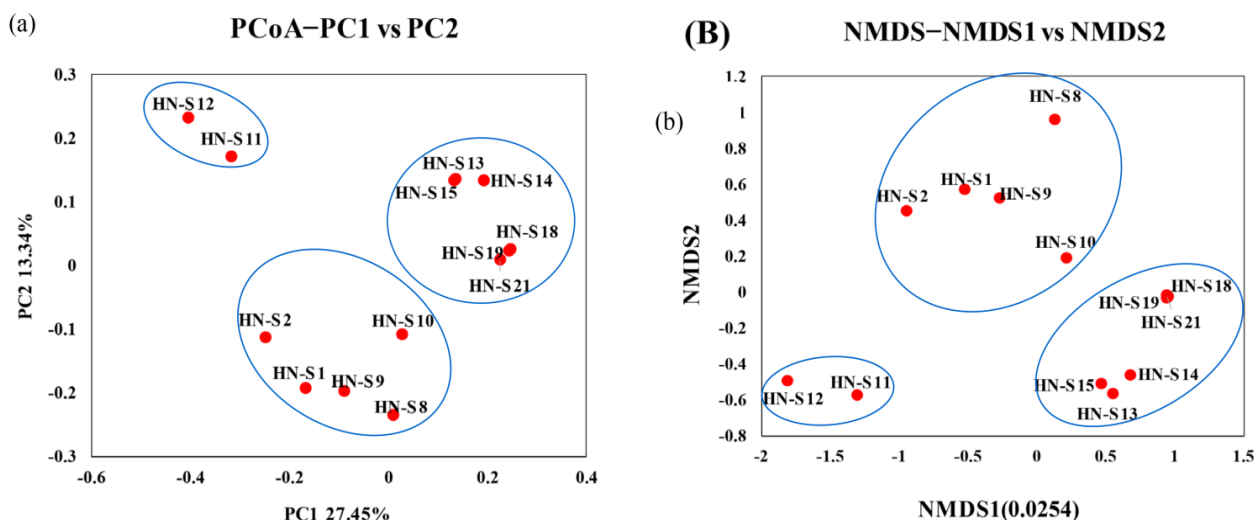 (a)
PCoA−PC1 vs PC2
0.3
0.2
0.1
0
-0.1
-0.2
-0.3
PC2 13.34%
HN-S12
HN-S11
HN-S13
HN-S15
HN-S14
HN-S18
HN-S19
HN-S21
HN-S2
HN-S10
HN-S1
HN-S9
HN-S8
-0.6
-0.4
-0.2
0
0.2
0.4
PC1 27.45%
(B)
NMDS−NMDS1 vs NMDS2
(b)
1.2
1
0.8
0.6
0.4
0.2
0
-0.2
-0.4
-0.6
-0.8
NMDS2
HN-S8
HN-S1
HN-S2
HN-S9
HN-S10
HN-S18
HN-S19
HN-S21
HN-S11
HN-S12
HN-S15
HN-S14
HN-S13
-2
-1.5
-1
-0.5
0
0.5
1
1.5
NMDS1(0.0254)